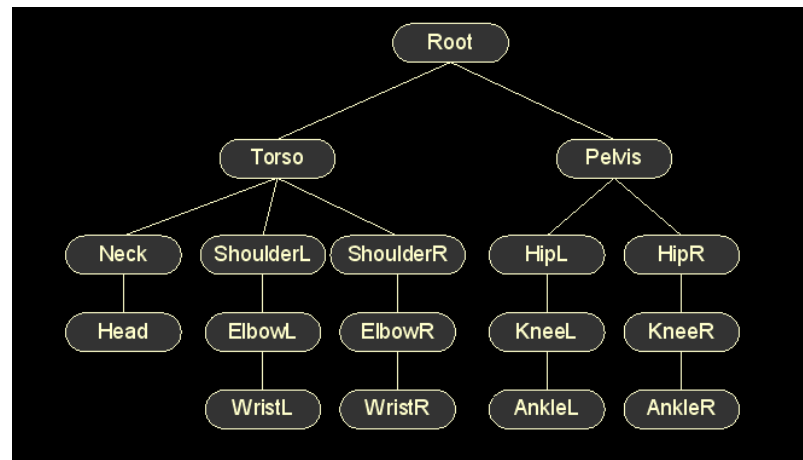 Root
Torso Pelvis
Neck ShoulderL ShoulderR HipL HipR
Head ElbowL ElbowR KneeL KneeR
WristL WristR AnkleL AnkleR